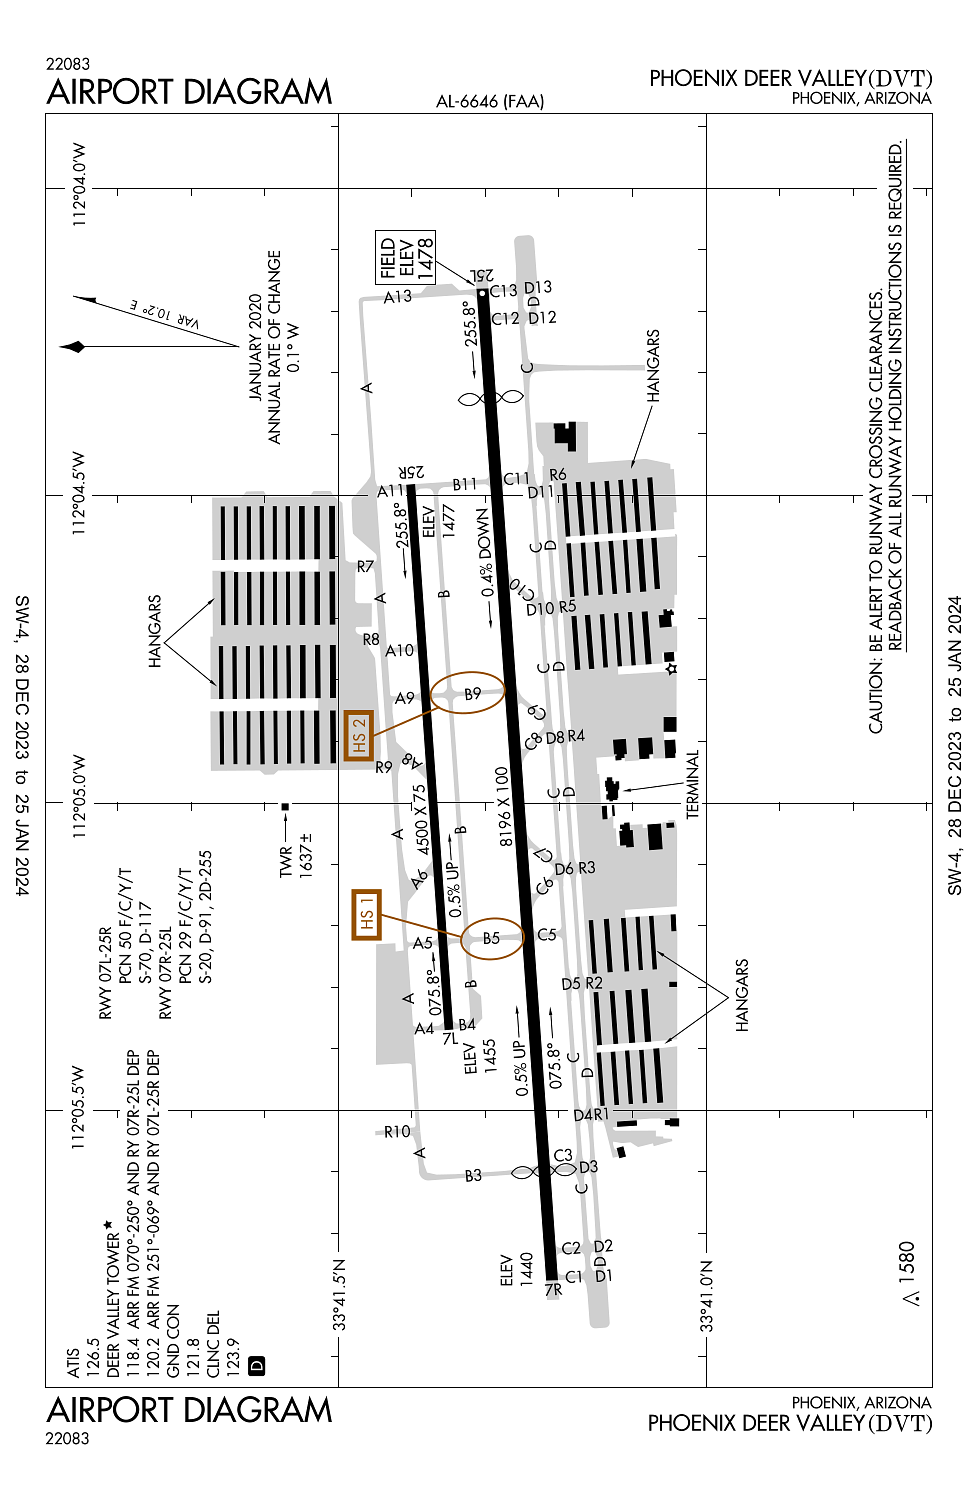 22083
AIRPORT DIAGRAM
AL-6646 (FAA)
PHOENIX DEER VALLEY(DVT)
PHOENIX, ARIZONA
112°04.0'W
112°04.5'W
112°05.0'W
112°05.5'W
VAR 10.2° E
JANUARY 2020
ANNUAL RATE OF CHANGE
0.1° W
FIELD
ELEV
1478
25L
A13
C13
D13
D
C12
D12
255.8°
C
A
HANGARS
CAUTION: BE ALERT TO RUNWAY CROSSING CLEARANCES.
READBACK OF ALL RUNWAY HOLDING INSTRUCTIONS IS REQUIRED.
25R
A11
B11
C11
R6
D11
255.8°
ELEV
1477
0.4% DOWN
C
D
R7
A
B
C10
D10
R5
HANGARS
R8
A10
C
D
A9
B9
HS 2
C9
C8
D8
R4
R9
A8
TERMINAL
4500 X 75
8196 X 100
C
D
TWR
1637±
A
B
A6
0.5% UP
C7
C6
D6
R3
HS 1
A5
B5
C5
RWY 07L-25R
PCN 50 F/C/Y/T
S-70, D-117
RWY 07R-25L
PCN 29 F/C/Y/T
S-20, D-91, 2D-255
075.8°
A
B
D5
R2
HANGARS
A4
B4
7L
ELEV
1455
0.5% UP
075.8°
C
D
D4
R1
R10
A
B3
C3
D3
C
C2
D2
D
C1
D1
7R
ELEV
1440
33°41.5'N
33°41.0'N
1580
ATIS
126.5
DEER VALLEY TOWER★
118.4 ARR FM 070°-250° AND RY 07R-25L DEP
120.2 ARR FM 251°-069° AND RY 07L-25R DEP
GND CON
121.8
CLNC DEL
123.9
D
SW-4, 28 DEC 2023 to 25 JAN 2024
SW-4, 28 DEC 2023 to 25 JAN 2024
AIRPORT DIAGRAM
22083
PHOENIX, ARIZONA
PHOENIX DEER VALLEY(DVT)